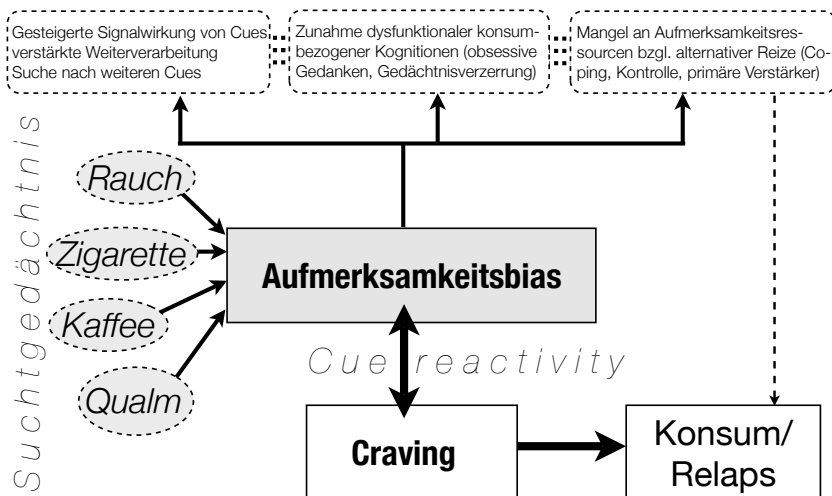 Gesteigerte Signalwirkung von Cues
verstärkte Weiterverarbeitung
Suche nach weiteren Cues
Zunahme dysfunktionaler konsum-
bezogener Kognitionen (obsessive
Gedanken, Gedächtnisverzerrung)
Mangel an Aufmerksamkeitsres-
sourcen bzgl. alternativer Reize (Co-
ping, Kontrolle, primäre Verstärker)
Suchtgedächtnis
Rauch
Zigarette
Kaffee
Qualm
Aufmerksamkeitsbias
Cue reactivity
Craving
Konsum/
Relaps